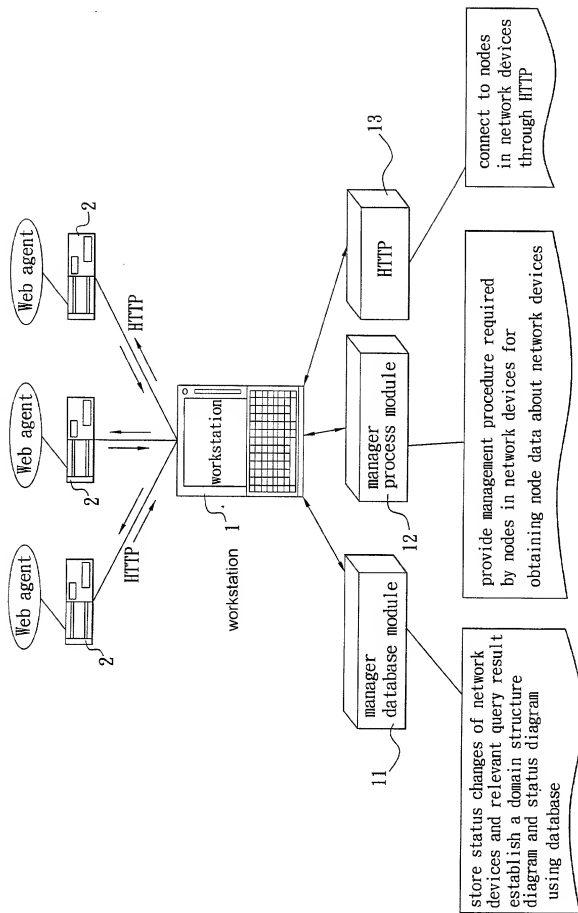 Web agent
2
Web agent
2
Web agent
2
HTTP
HTTP
workstation
1
workstation
manager
database module
11
manager
process module
12
HTTP
13
store status changes of network
devices and relevant query result
establish a domain structure
diagram and status diagram
using database
provide management procedure required
by nodes in network devices for
obtaining node data about network devices
connect to nodes
in network devices
through HTTP